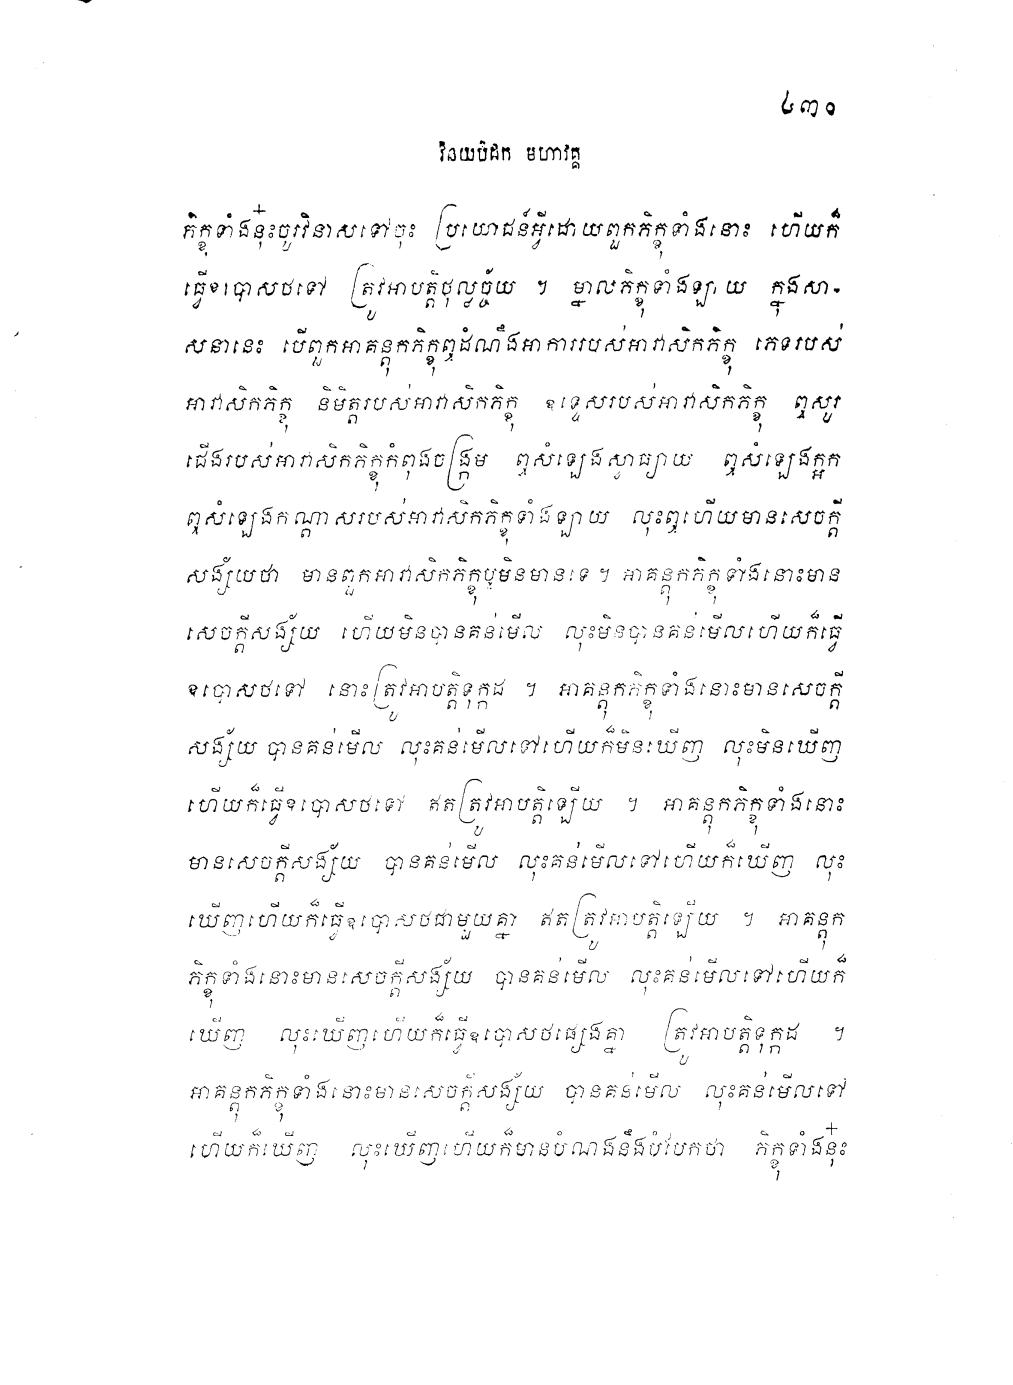 ៤៣០
វិនយបិដក មហាវគ្គ
ភិក្ខុទាំងនុ៎ះចូរវិនាសទៅចុះ ប្រយោជន៍អ្វីដោយពួកភិក្ខុទាំងនោះ ហើយក៏
ធ្វើឧបោសថទៅ ត្រូវអាបត្តិថុល្លច្ច័យ ។ ម្នាលភិក្ខុទាំងឡាយ ក្នុងសា-
សនានេះ បើពួកអាគន្តុកភិក្ខុឮដំណឹងអាការរបស់អាវាសិកភិក្ខុ ភេទរបស់
អាវាសិកភិក្ខុ និមិត្តរបស់អាវាសិកភិក្ខុ ឧទ្ទេសរបស់អាវាសិកភិក្ខុ ឮសូរ
ជើងរបស់អាវាសិកភិក្ខុកំពុងចង្ក្រម ឮសំឡេងស្វាធ្យាយ ឮសំឡេងក្អក
ឮសំឡេងកណ្តាសរបស់អាវាសិកភិក្ខុទាំងឡាយ លុះឮហើយមានសេចក្តី
សង្ស័យថា មានពួកអាវាសិកភិក្ខុឬមិនមានទេ ។ អាគន្តុកភិក្ខុទាំងនោះមាន
សេចក្តីសង្ស័យ ហើយមិនបានគន់មើល លុះមិនបានគន់មើលហើយក៏ធ្វើ
ឧបោសថទៅ នោះត្រូវអាបត្តិទុក្កដ ។ អាគន្តុកភិក្ខុទាំងនោះមានសេចក្តី
សង្ស័យ បានគន់មើល លុះគន់មើលទៅហើយក៏មិនឃើញ លុះមិនឃើញ
ហើយក៏ធ្វើឧបោសថទៅ ឥតត្រូវអាបត្តិឡើយ ។ អាគន្តុកភិក្ខុទាំងនោះ
មានសេចក្តីសង្ស័យ បានគន់មើល លុះគន់មើលទៅហើយក៏ឃើញ លុះ
ឃើញហើយក៏ធ្វើឧបោសថជាមួយគ្នា ឥតត្រូវអាបត្តិឡើយ ។ អាគន្តុក
ភិក្ខុទាំងនោះមានសេចក្តីសង្ស័យ បានគន់មើល លុះគន់មើលទៅហើយក៏
ឃើញ លុះឃើញហើយក៏ធ្វើឧបោសថផ្សេងគ្នា ត្រូវអាបត្តិទុក្កដ ។
អាគន្តុកភិក្ខុទាំងនោះមានសេចក្តីសង្ស័យ បានគន់មើល លុះគន់មើលទៅ
ហើយក៏ឃើញ លុះឃើញហើយក៏មានបំណងនឹងបំបែកថា ភិក្ខុទាំងនុ៎ះ